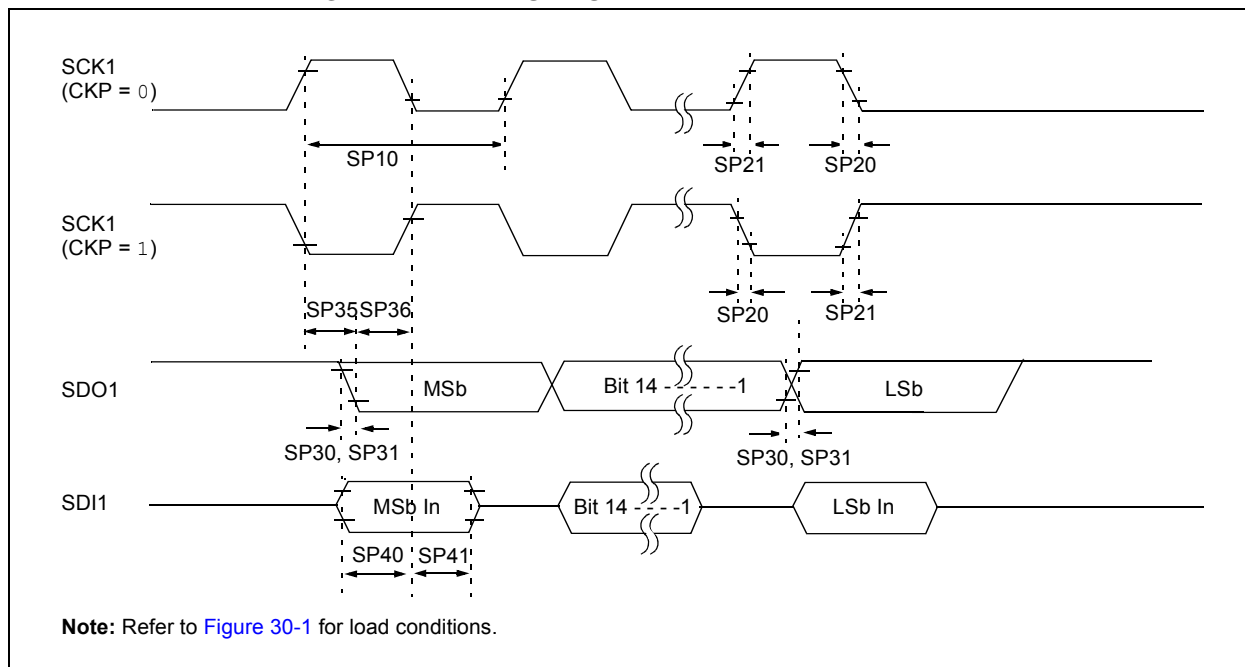 SCK1
(CKP = 0)
SP10
SP21
SP20
SCK1
(CKP = 1)
SP35
SP36
SP20
SP21
SDO1
MSb
Bit 14 - - - - - -1
LSb
SP30, SP31
SP30, SP31
SDI1
MSb In
Bit 14 - - - - -1
LSb In
SP40
SP41
Note: Refer to Figure 30-1 for load conditions.